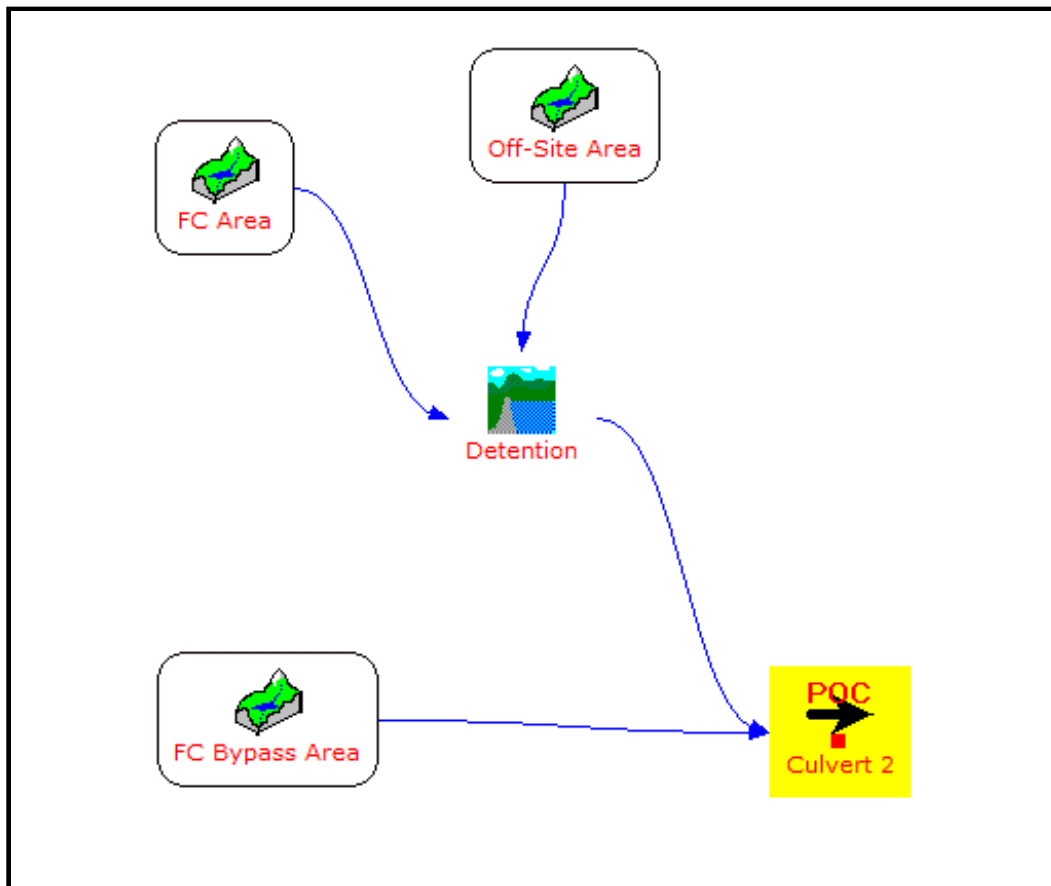 Off-Site Area
FC Area
Detention
FC Bypass Area
POC
Culvert 2